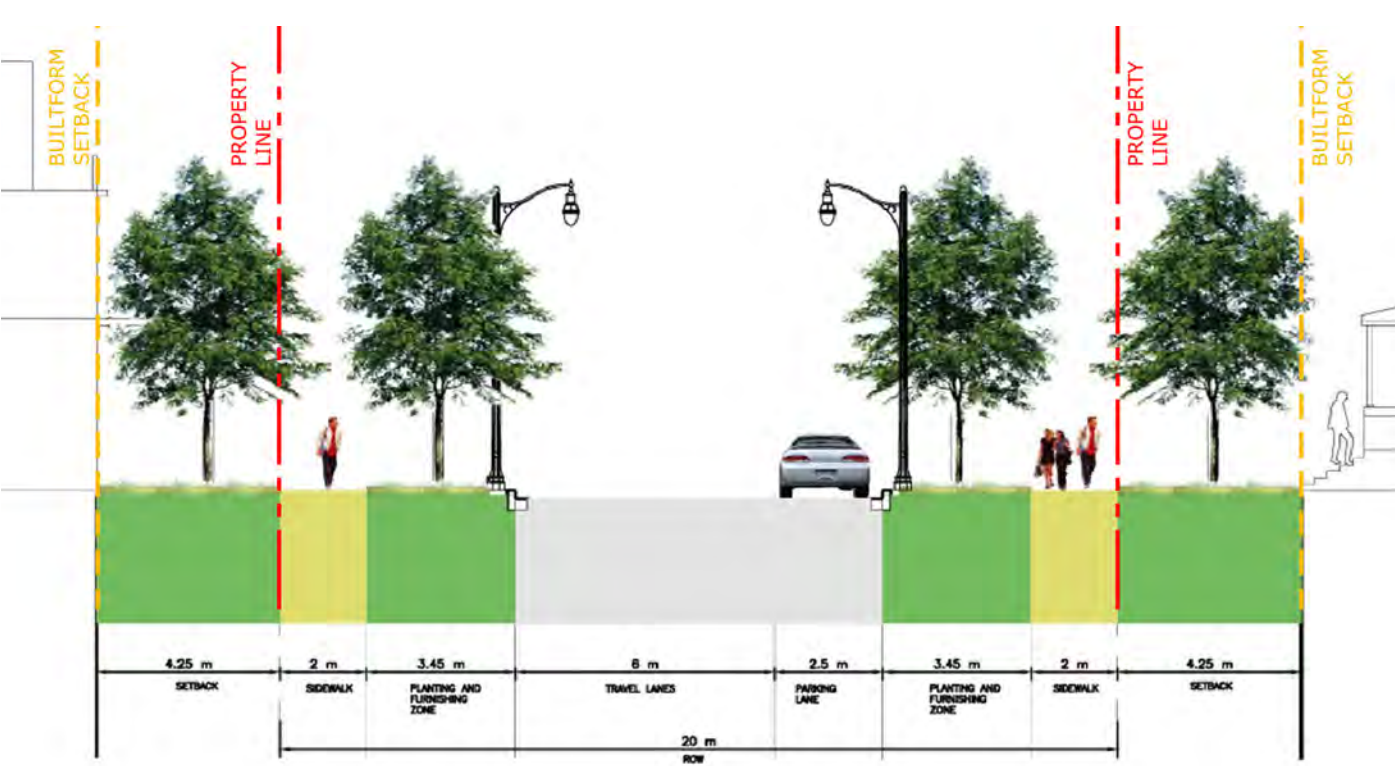 BUILTFORM
SETBACK
PROPERTY
LINE
PROPERTY
LINE
BUILTFORM
SETBACK
4.25 m
2 m
3.45 m
6 m
2.5 m
3.45 m
2 m
4.25 m
SETBACK
SIDEWALK
PLANTING AND
FURNISHING
ZONE
TRAVEL LANES
PARKING
LANE
PLANTING AND
FURNISHING
ZONE
SIDEWALK
SETBACK
20 m
ROW